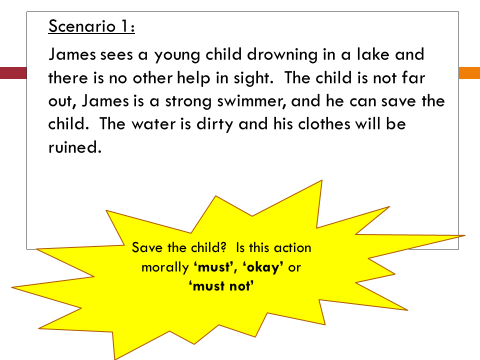 Scenario 1:
James sees a young child drowning in a lake and
there is no other help in sight.  The child is not far
out, James is a strong swimmer, and he can save the
child.  The water is dirty and his clothes will be
ruined.
Save the child?  Is this action
morally ‘must’, ‘okay’ or
‘must not’